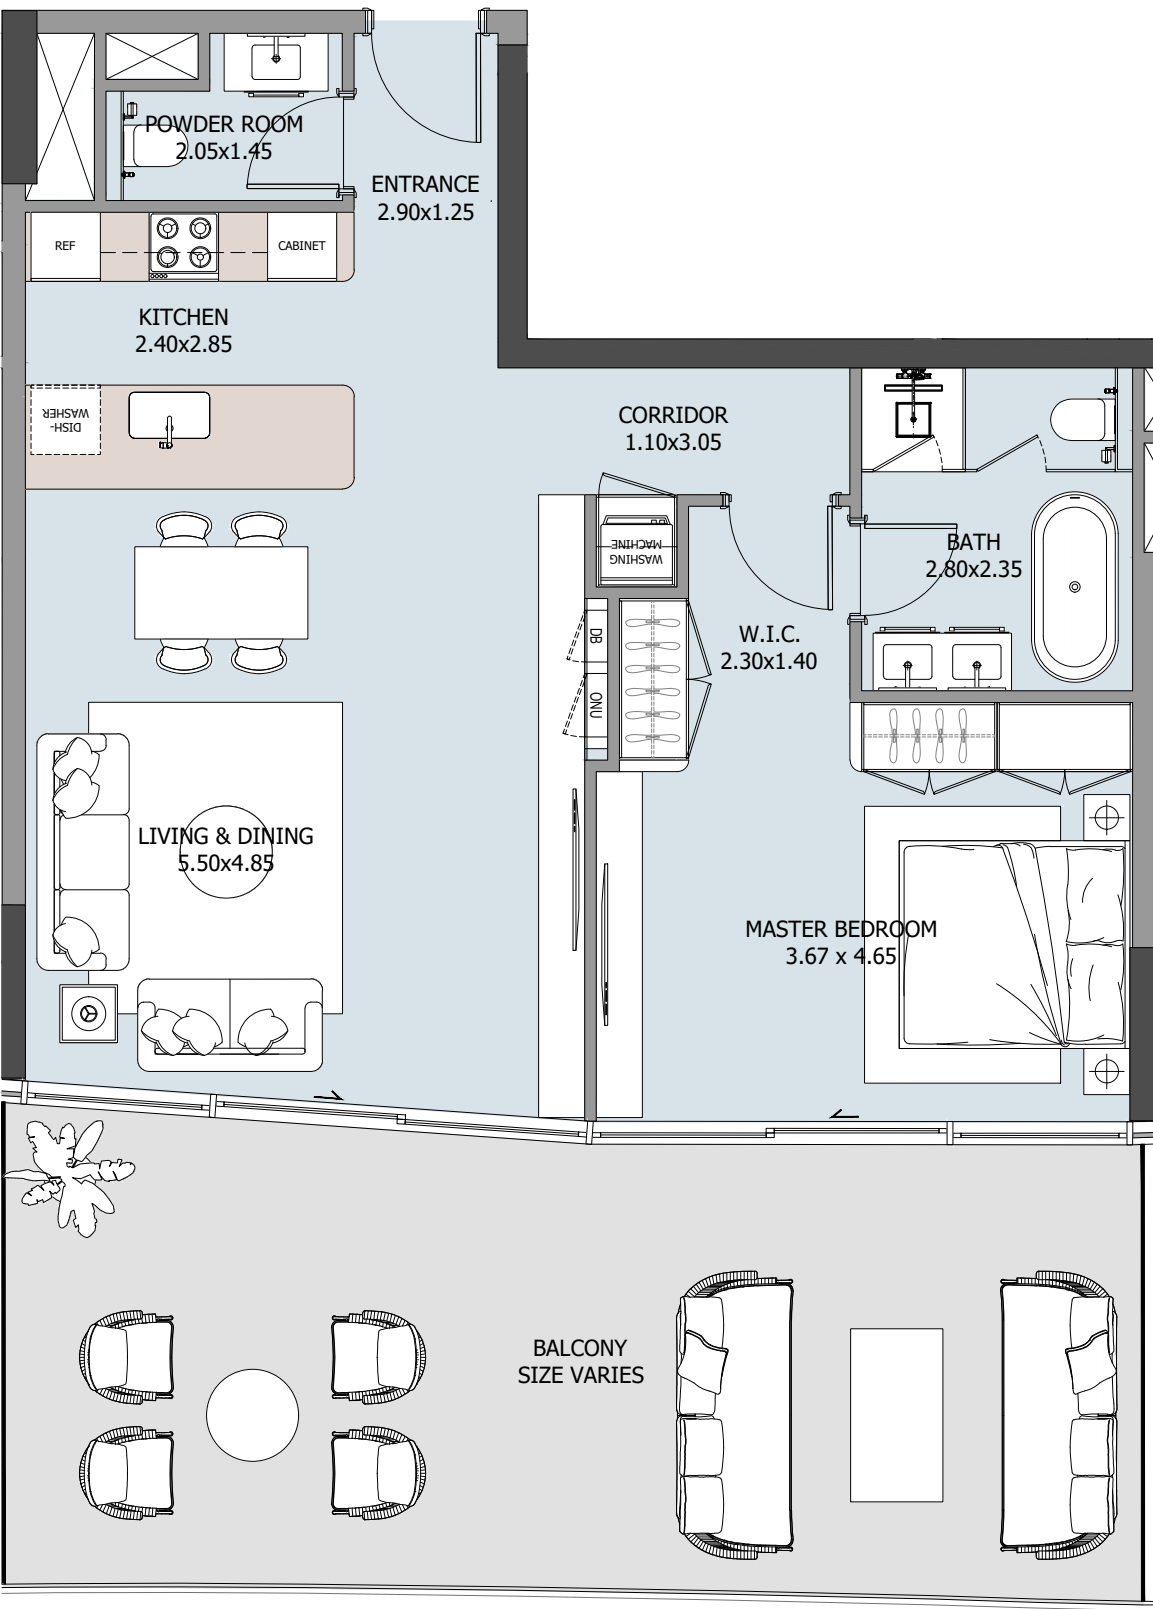 POWDER ROOM
2.05x1.45
ENTRANCE
2.90x1.25
REF
CABINET
KITCHEN
2.40x2.85
DISH-
WASHER
CORRIDOR
1.10x3.05
WASHING
MACHINE
BATH
2.80x2.35
DB
W.I.C.
2.30x1.40
ONU
LIVING & DINING
5.50x4.85
MASTER BEDROOM
3.67 x 4.65
BALCONY
SIZE VARIES